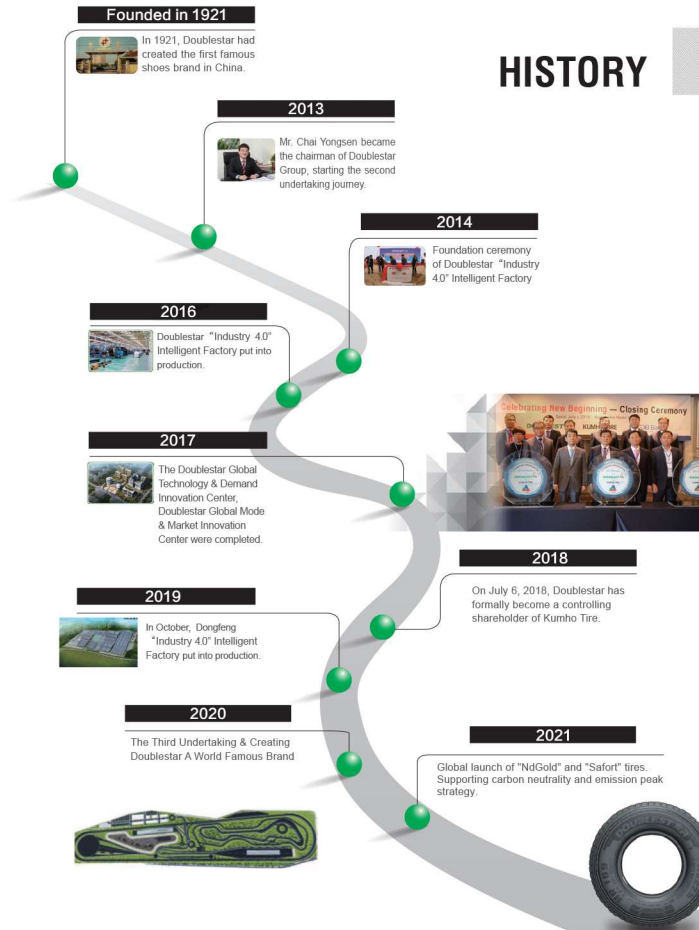 Founded in 1921
In 1921, Doublestar had
created the first famous
shoes brand in China.
HISTORY
2013
Mr. Chai Yongsen became
the chairman of Doublestar
Group, starting the second
undertaking journey.
2014
Foundation ceremony
of Doublestar “Industry
4.0” Intelligent Factory
2016
Doublestar “Industry 4.0”
Intelligent Factory put into
production.
Celebrating New Beginning — Closing Ceremony
2017
The Doublestar Global
Technology & Demand
Innovation Center,
Doublestar Global Mode
& Market Innovation
Center were completed.
2018
On July 6, 2018, Doublestar has
formally become a controlling
shareholder of Kumho Tire.
2019
In October, Dongfeng
“Industry 4.0” Intelligent
Factory put into production.
2020
The Third Undertaking & Creating
Doublestar A World Famous Brand
2021
Global launch of "NdGold" and "Safort" tires.
Supporting carbon neutrality and emission peak
strategy.